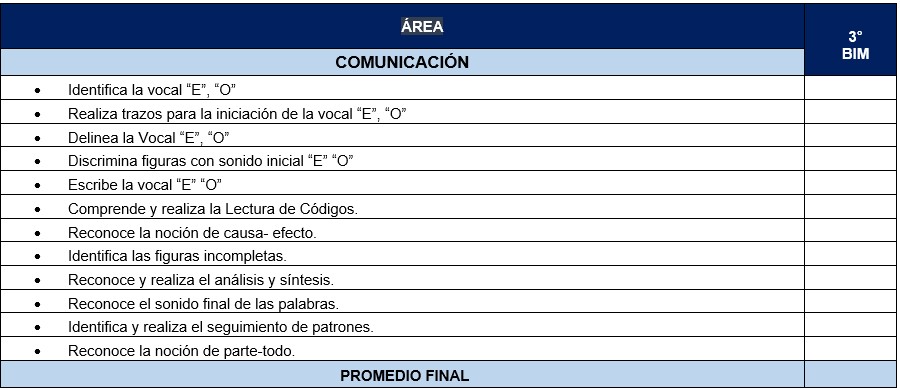 ÁREA
3°
BIM
COMUNICACIÓN
• Identifica la vocal “E”, “O”
• Realiza trazos para la iniciación de la vocal “E”, “O”
• Delinea la Vocal “E”, “O”
• Discrimina figuras con sonido inicial “E” “O”
• Escribe la vocal “E” “O”
• Comprende y realiza la Lectura de Códigos.
• Reconoce la noción de causa- efecto.
• Identifica las figuras incompletas.
• Reconoce y realiza el análisis y síntesis.
• Reconoce el sonido final de las palabras.
• Identifica y realiza el seguimiento de patrones.
• Reconoce la noción de parte-todo.
PROMEDIO FINAL